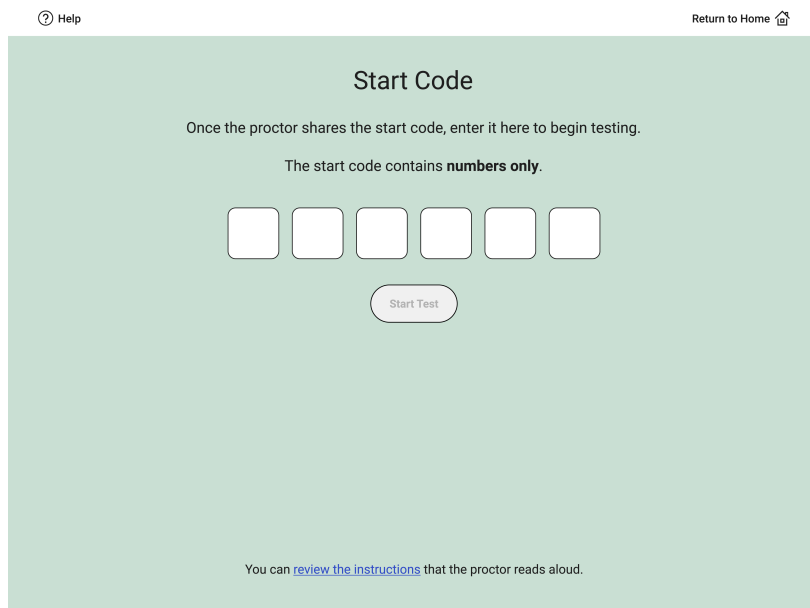 Help
Return to Home
Start Code
Once the proctor shares the start code, enter it here to begin testing.
The start code contains numbers only.
Start Test
You can review the instructions that the proctor reads aloud.